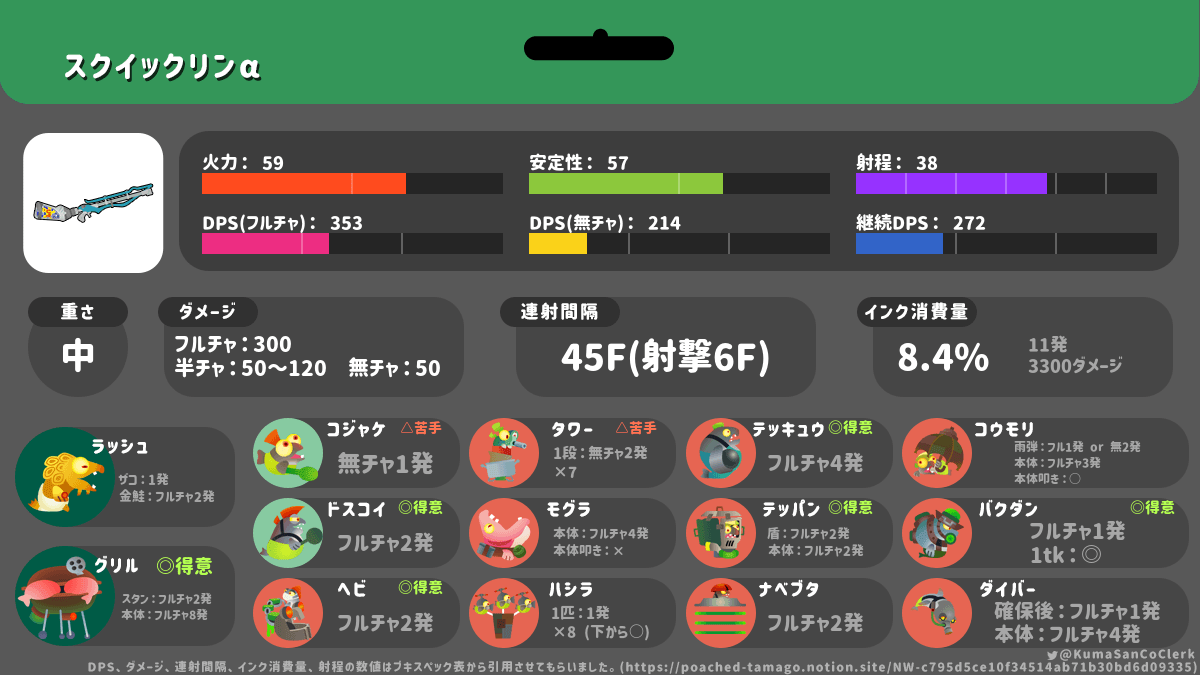 スクイックリンα
火力： 59
安定性： 57
射程： 38
DPS(フルチャ)： 353
DPS(無チャ)： 214
継続DPS： 272
重さ
中
ダメージ
フルチャ：300
半チャ：50〜120 無チャ：50
連射間隔
45F(射撃6F)
インク消費量
8.4%
11発
3300ダメージ
ラッシュ
ザコ：1発
金鮭：フルチャ2発
グリル ◎得意
スタン：フルチャ2発
本体：フルチャ8発
コジャケ △苦手
無チャ1発
タワー △苦手
1段：無チャ2発
×7
テッキュウ ◎得意
フルチャ4発
コウモリ
雨弾：フル1発 or 無2発
本体：フルチャ3発
本体叩き：○
ドスコイ ◎得意
フルチャ2発
モグラ
本体：フルチャ4発
本体叩き：×
テッパン ◎得意
盾：フルチャ2発
本体：フルチャ2発
バクダン ◎得意
フルチャ1発
1tk：◎
ヘビ ◎得意
フルチャ2発
ハシラ
1匹：1発
×8 (下から○)
ナベブタ
フルチャ2発
ダイバー
確保後：フルチャ1発
本体：フルチャ4発
@KumaSanCoClerk
DPS、ダメージ、連射間隔、インク消費量、射程の数値はブキスペック表から引用させてもらいました。(https://poached-tamago.notion.site/NW-c795d5ce10f34514ab71b30bd6d09335)